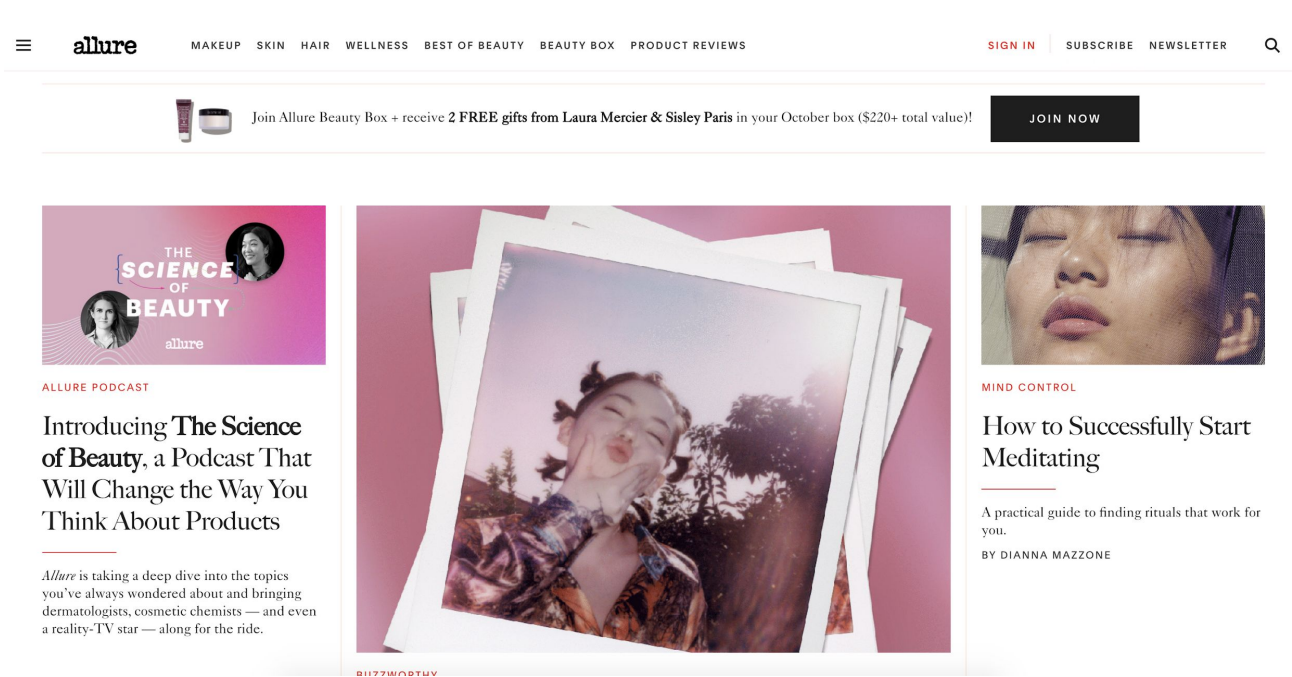 allure
MAKEUP SKIN HAIR WELLNESS BEST OF BEAUTY BEAUTY BOX PRODUCT REVIEWS
SIGN IN SUBSCRIBE NEWSLETTER
Join Allure Beauty Box + receive 2 FREE gifts from Laura Mercier & Sisley Paris in your October box ($220+ total value)!
JOIN NOW
THE
{SCIENCE}
OF
BEAUTY
allure
ALLURE PODCAST
Introducing The Science
of Beauty, a Podcast That
Will Change the Way You
Think About Products
Allure is taking a deep dive into the topics
you've always wondered about and bringing
dermatologists, cosmetic chemists — and even
a reality-TV star — along for the ride.
BUZZWORTHY
MIND CONTROL
How to Successfully Start
Meditating
A practical guide to finding rituals that work for
you.
BY DIANNA MAZZONE